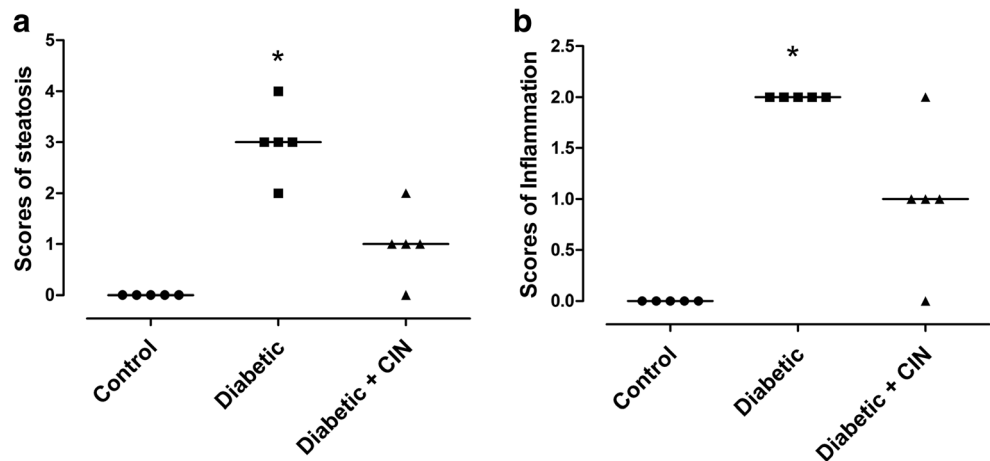 a
Scores of steatosis
5
4
3
2
1
0
*
Control
Diabetic
Diabetic + CIN
b
Scores of Inflammation
2.5
2.0
1.5
1.0
0.5
0.0
*
Control
Diabetic
Diabetic + CIN